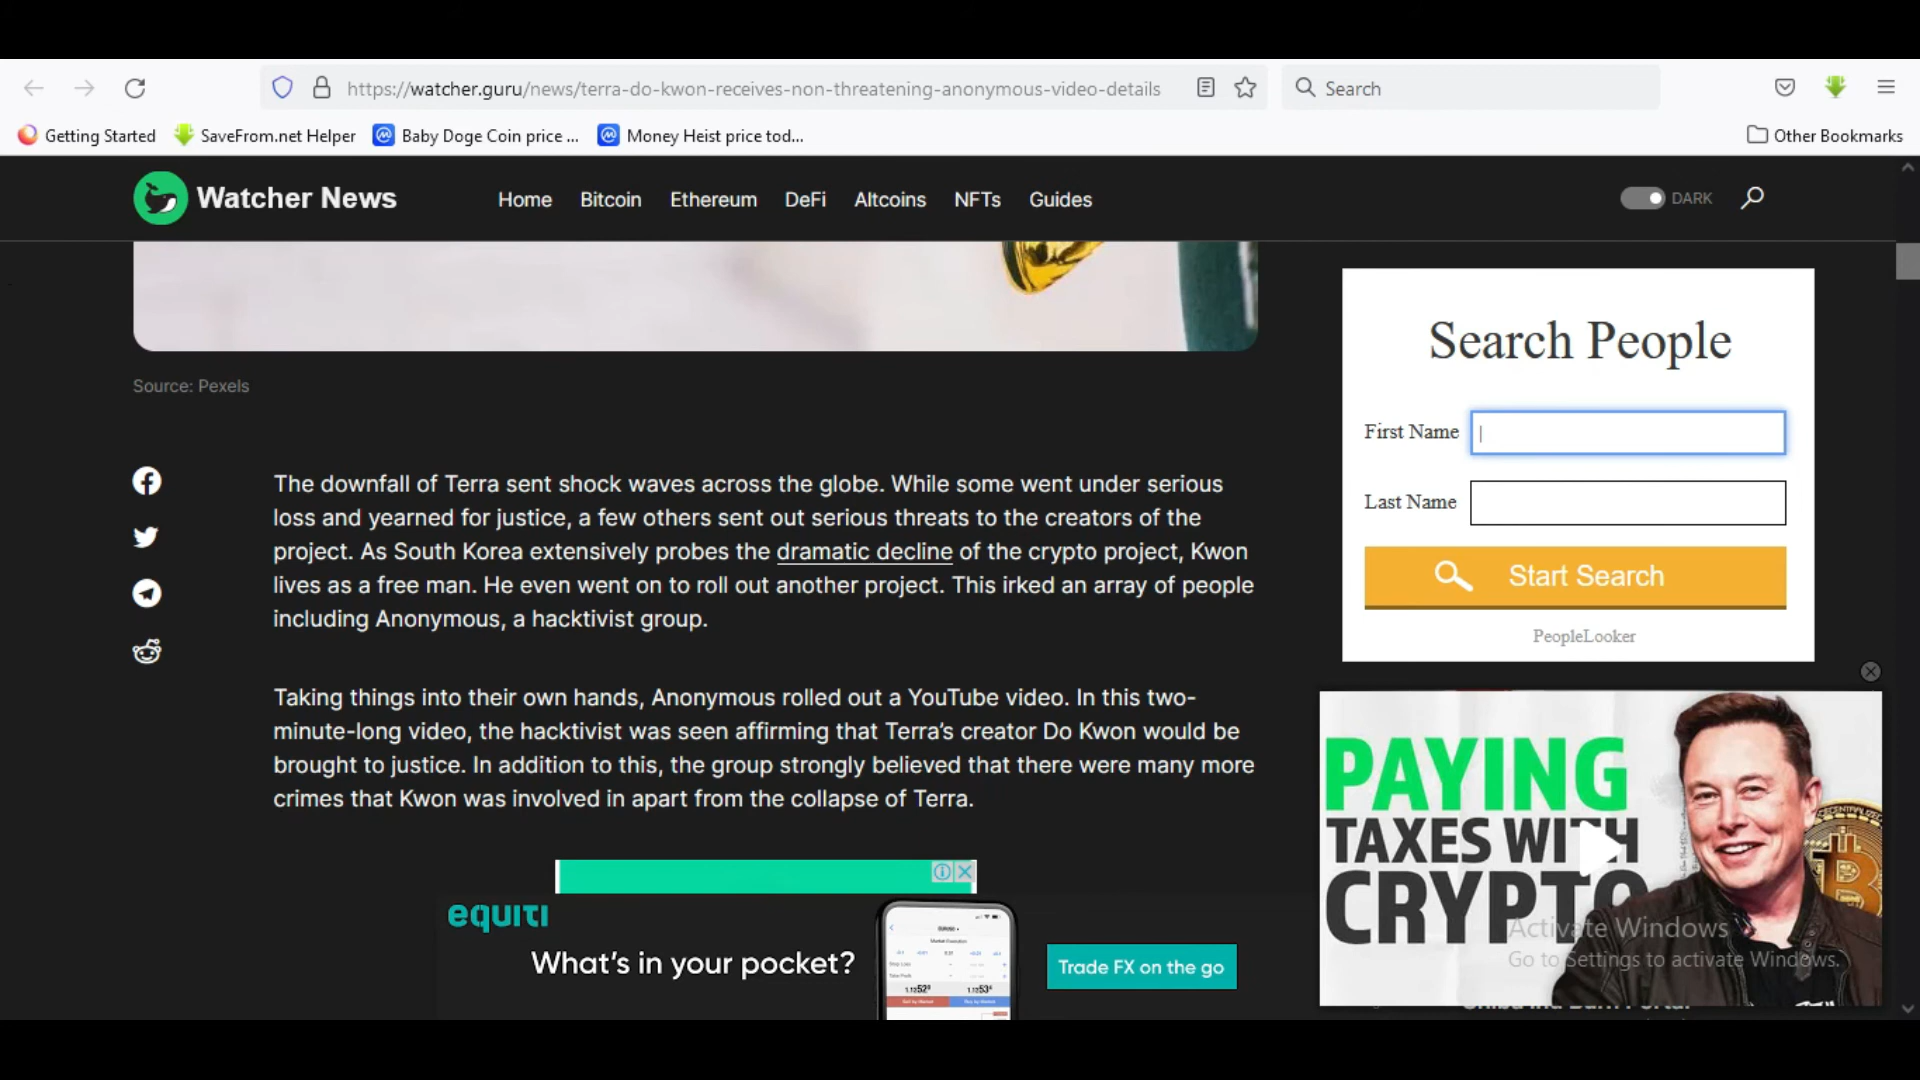 https://watcher.guru/news/terra-do-kwon-receives-non-threatening-anonymous-video-details
Search
Getting Started
SaveFrom.net Helper
Baby Doge Coin price ...
Money Heist price tod...
Other Bookmarks
Watcher News
Home
Bitcoin
Ethereum
DeFi
Altcoins
NFTs
Guides
DARK
Source: Pexels
The downfall of Terra sent shock waves across the globe. While some went under serious
loss and yearned for justice, a few others sent out serious threats to the creators of the
project. As South Korea extensively probes the dramatic decline of the crypto project, Kwon
lives as a free man. He even went on to roll out another project. This irked an array of people
including Anonymous, a hacktivist group.
Taking things into their own hands, Anonymous rolled out a YouTube video. In this two-
minute-long video, the hacktivist was seen affirming that Terra's creator Do Kwon would be
brought to justice. In addition to this, the group strongly believed that there were many more
crimes that Kwon was involved in apart from the collapse of Terra.
Search People
First Name
Last Name
Start Search
PeopleLooker
PAYING
TAXES WITH
CRYPTO
Activate Windows
Go to Settings to activate Windows.
equiti
What's in your pocket?
Trade FX on the go